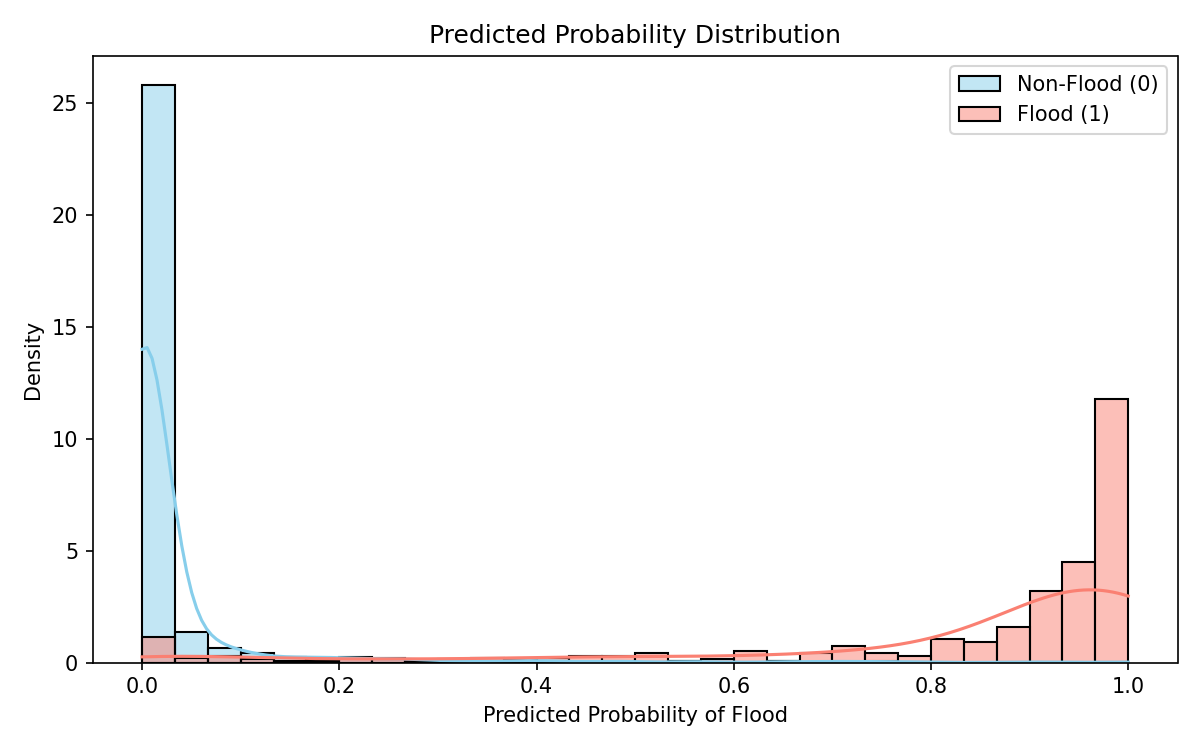 Predicted Probability Distribution
Non-Flood (0)
Flood (1)
Density
25
20
15
10
5
0
0.0 0.2 0.4 0.6 0.8 1.0
Predicted Probability of Flood